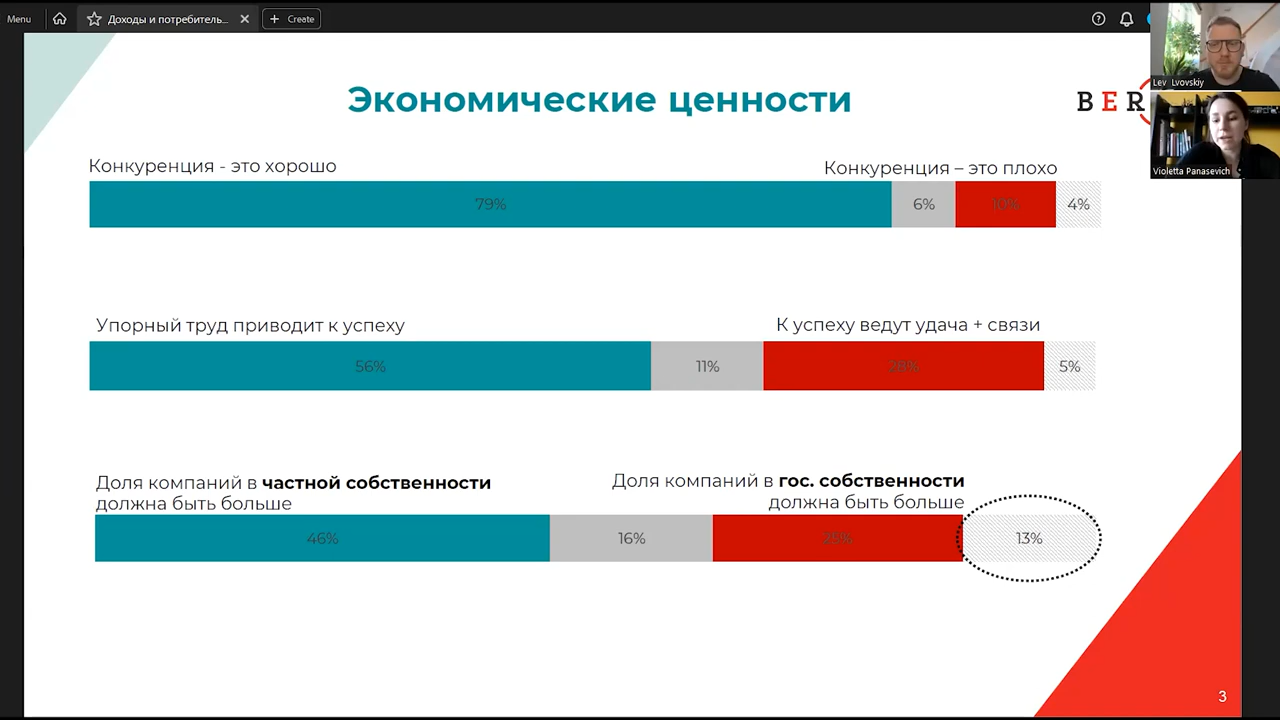 Menu
Доходы и потребитель...
Create
Lev Lvovskiy
Экономические ценности
BER
Violetta Panasevich
Конкуренция - это хорошо
Конкуренция – это плохо
79%
6%
10%
4%
Упорный труд приводит к успеху
К успеху ведут удача + связи
56%
11%
28%
5%
Доля компаний в частной собственности
должна быть больше
Доля компаний в гос. собственности
должна быть больше
46%
16%
25%
13%
3